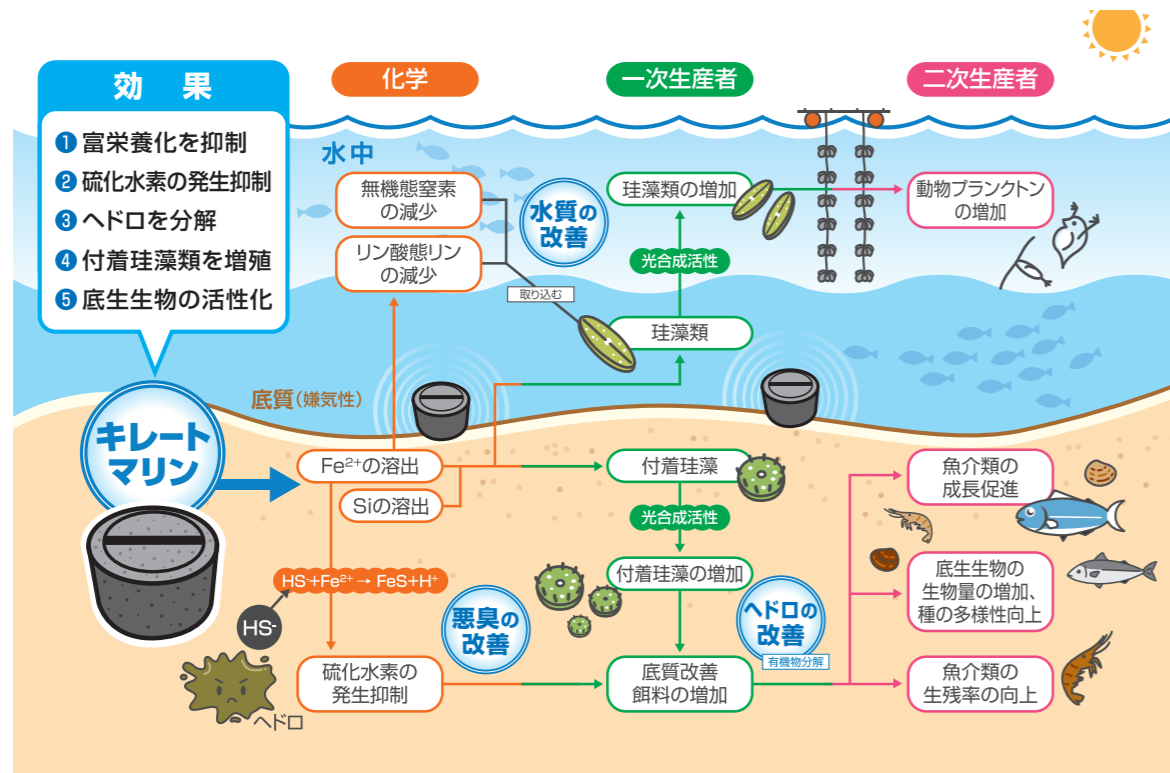 効 果
❶ 富栄養化を抑制
❷ 硫化水素の発生抑制
❸ ヘドロを分解
❹ 付着珪藻類を増殖
❺ 底生生物の活性化
キレート
マリン
化学
一次生産者
二次生産者
水中
無機態窒素
の減少
リン酸態リン
の減少
水質の
改善
取り込む
珪藻類の増加
光合成活性
珪藻類
動物プランクトン
の増加
底質(嫌気性)
Fe²⁺の溶出
Siの溶出
HS⁻+Fe²⁺→FeS+H⁺
HS⁻
ヘドロ
硫化水素の
発生抑制
悪臭の
改善
付着珪藻
光合成活性
付着珪藻の増加
底質改善
餌料の増加
ヘドロの
改善
有機物分解
魚介類の
成長促進
底生生物の
生物量の増加、
種の多様性向上
魚介類の
生残率の向上